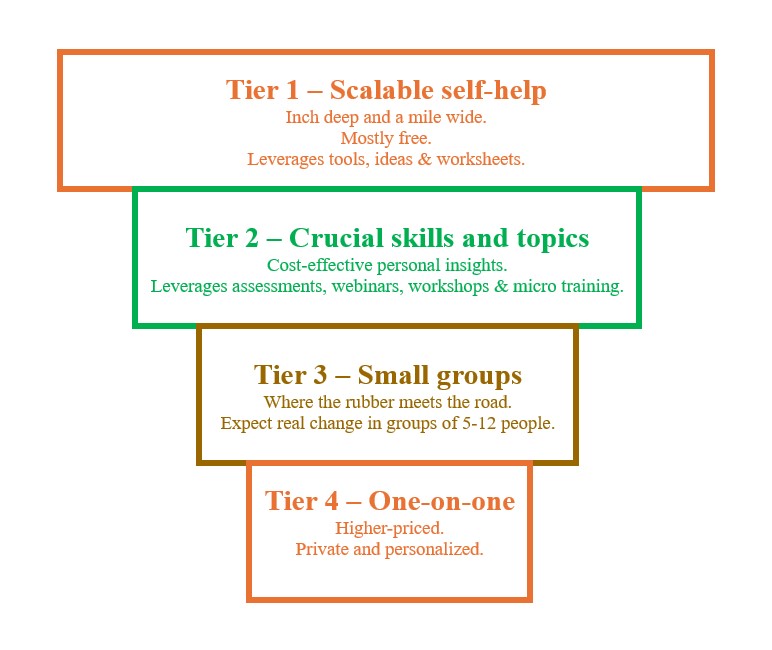 Tier 1 – Scalable self-help
Inch deep and a mile wide.
Mostly free.
Leverages tools, ideas & worksheets.
Tier 2 – Crucial skills and topics
Cost-effective personal insights.
Leverages assessments, webinars, workshops & micro training.
Tier 3 – Small groups
Where the rubber meets the road.
Expect real change in groups of 5-12 people.
Tier 4 – One-on-one
Higher-priced.
Private and personalized.